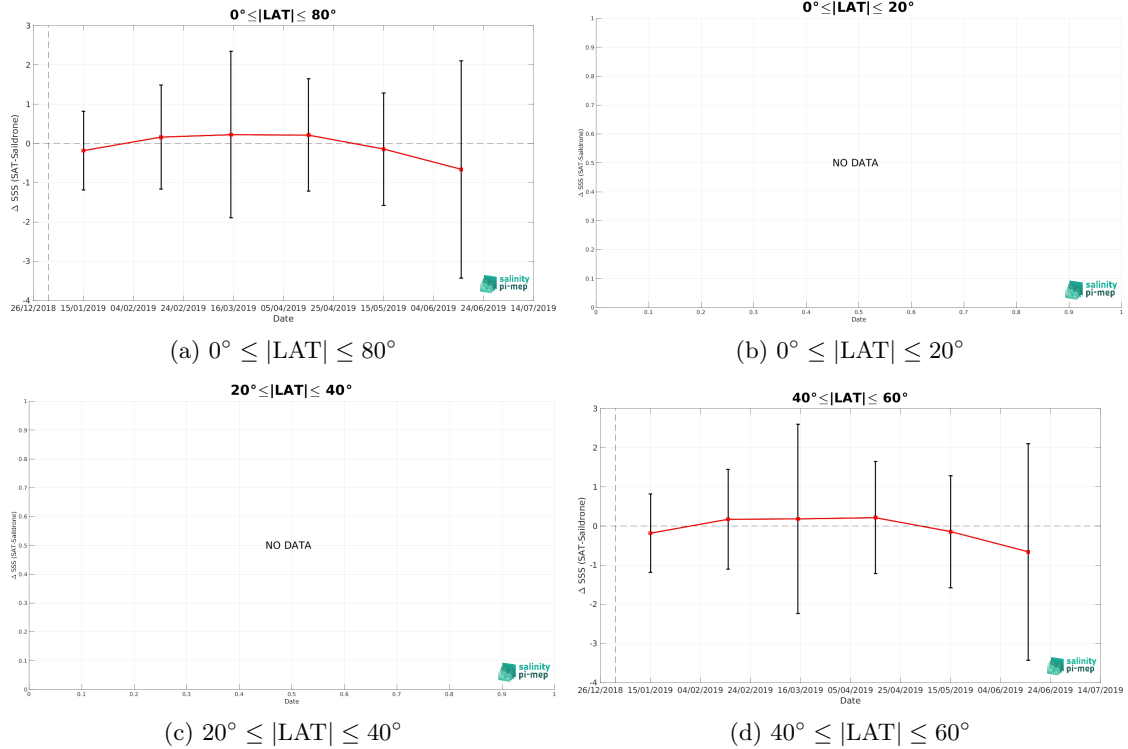 0°≤|LAT|≤ 80°
3
2
1
0
-1
-2
-3
-4
Δ SSS (SAT-Saildrone)
26/12/2018 15/01/2019 04/02/2019 24/02/2019 16/03/2019 05/04/2019 25/04/2019 15/05/2019 04/06/2019 24/06/2019 14/07/2019
Date
salinity
pi-mep
(a) 0° ≤ |LAT| ≤ 80°
0°≤|LAT|≤ 20°
1
0.9
0.8
0.7
0.6
0.5
0.4
0.3
0.2
0.1
0
Δ SSS (SAT-Saildrone)
NO DATA
0 0.1 0.2 0.3 0.4 0.5 0.6 0.7 0.8 0.9 1
Date
salinity
pi-mep
(b) 0° ≤ |LAT| ≤ 20°
20°≤|LAT|≤ 40°
1
0.9
0.8
0.7
0.6
0.5
0.4
0.3
0.2
0.1
0
Δ SSS (SAT-Saildrone)
NO DATA
0 0.1 0.2 0.3 0.4 0.5 0.6 0.7 0.8 0.9 1
Date
salinity
pi-mep
(c) 20° ≤ |LAT| ≤ 40°
40°≤|LAT|≤ 60°
3
2
1
0
-1
-2
-3
-4
Δ SSS (SAT-Saildrone)
26/12/2018 15/01/2019 04/02/2019 24/02/2019 16/03/2019 05/04/2019 25/04/2019 15/05/2019 04/06/2019 24/06/2019 14/07/2019
Date
salinity
pi-mep
(d) 40° ≤ |LAT| ≤ 60°